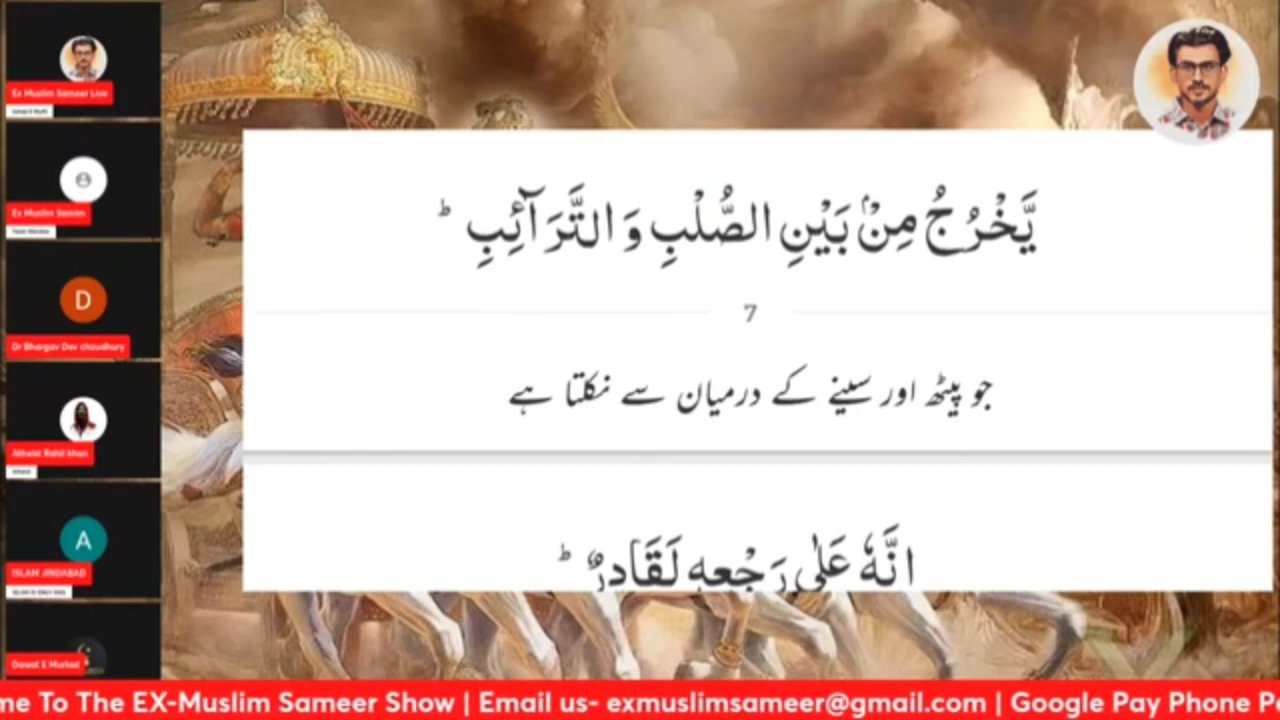 Ex Muslim Sameer Live
Ex Muslim Samim
D
Dr Bhargav Dev choudhury
Atheist Rahil khan
A
ISLAM JINDABAD
Dawat E Murtad
يَّخۡرُجُ مِنۡۢ بَيۡنِ الصُّلۡبِ وَ التَّرَآئِبِ ؕ
7
جو پیٹھ اور سینے کے درمیان سے نکلتا ہے
اِنَّهٗ عَلٰى رَجۡعِهٖ لَقَادِرٌ ؕ
me To The EX-Muslim Sameer Show | Email us- exmuslimsameer@gmail.com | Google Pay Phone P